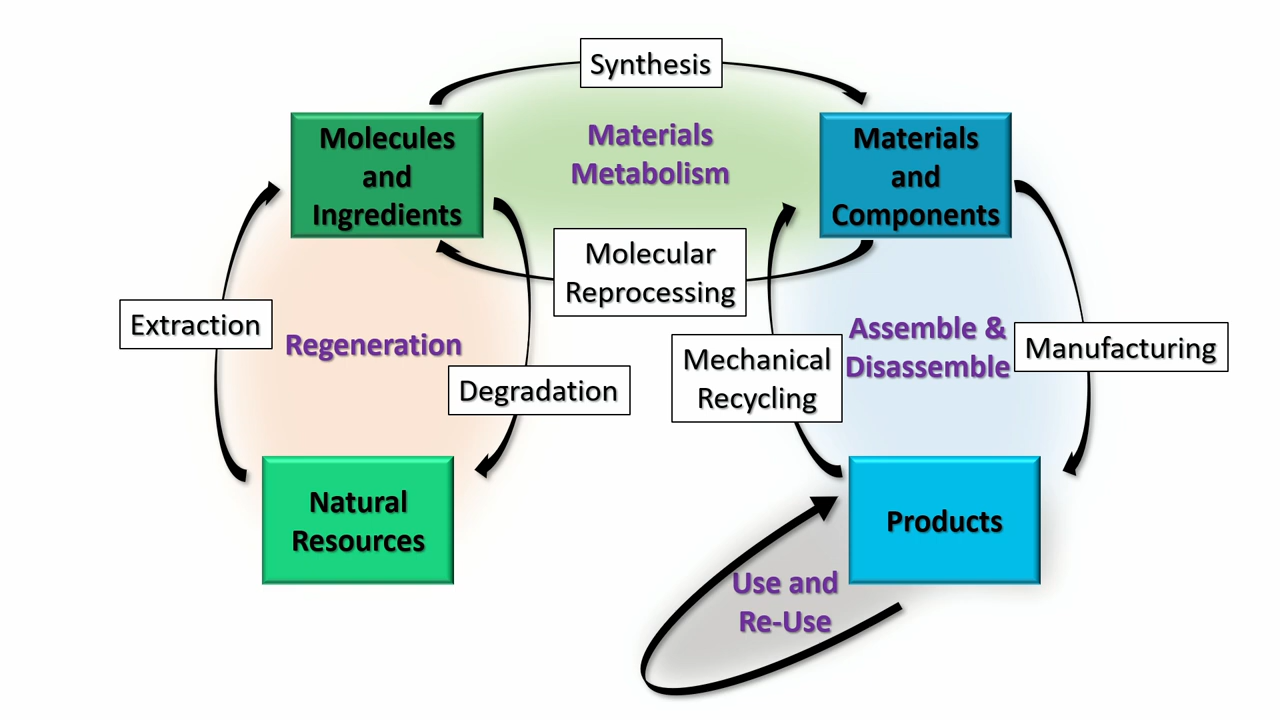 Synthesis
Molecules
and
Ingredients
Materials
Metabolism
Materials
and
Components
Molecular
Reprocessing
Extraction
Regeneration
Degradation
Mechanical
Recycling
Assemble &
Disassemble
Manufacturing
Natural
Resources
Products
Use and
Re-Use